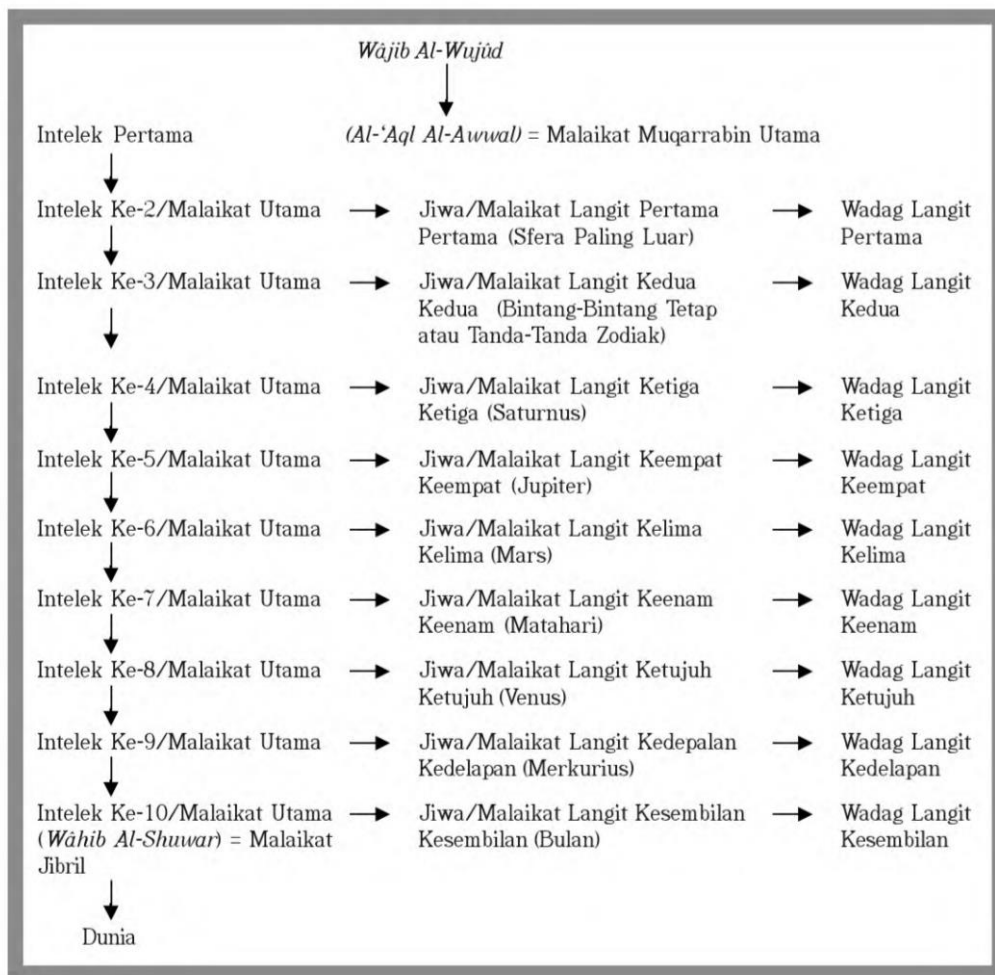 Wâjib Al-Wujûd
Intelek Pertama (Al-‘Aql Al-Awwal) = Malaikat Muqarrabin Utama
Intelek Ke-2/Malaikat Utama Jiwa/Malaikat Langit Pertama Wadag Langit
Pertama (Sfera Paling Luar) Pertama
Intelek Ke-3/Malaikat Utama Jiwa/Malaikat Langit Kedua Wadag Langit
Kedua (Bintang-Bintang Tetap Kedua
atau Tanda-Tanda Zodiak)
Intelek Ke-4/Malaikat Utama Jiwa/Malaikat Langit Ketiga Wadag Langit
Ketiga (Saturnus) Ketiga
Intelek Ke-5/Malaikat Utama Jiwa/Malaikat Langit Keempat Wadag Langit
Keempat (Jupiter) Keempat
Intelek Ke-6/Malaikat Utama Jiwa/Malaikat Langit Kelima Wadag Langit
Kelima (Mars) Kelima
Intelek Ke-7/Malaikat Utama Jiwa/Malaikat Langit Keenam Wadag Langit
Keenam (Matahari) Keenam
Intelek Ke-8/Malaikat Utama Jiwa/Malaikat Langit Ketujuh Wadag Langit
Ketujuh (Venus) Ketujuh
Intelek Ke-9/Malaikat Utama Jiwa/Malaikat Langit Kedepalan Wadag Langit
Kedelapan (Merkurius) Kedelapan
Intelek Ke-10/Malaikat Utama Jiwa/Malaikat Langit Kesembilan Wadag Langit
(Wâhib Al-Shuwar) = Malaikat Kesembilan (Bulan) Kesembilan
Jibril
Dunia